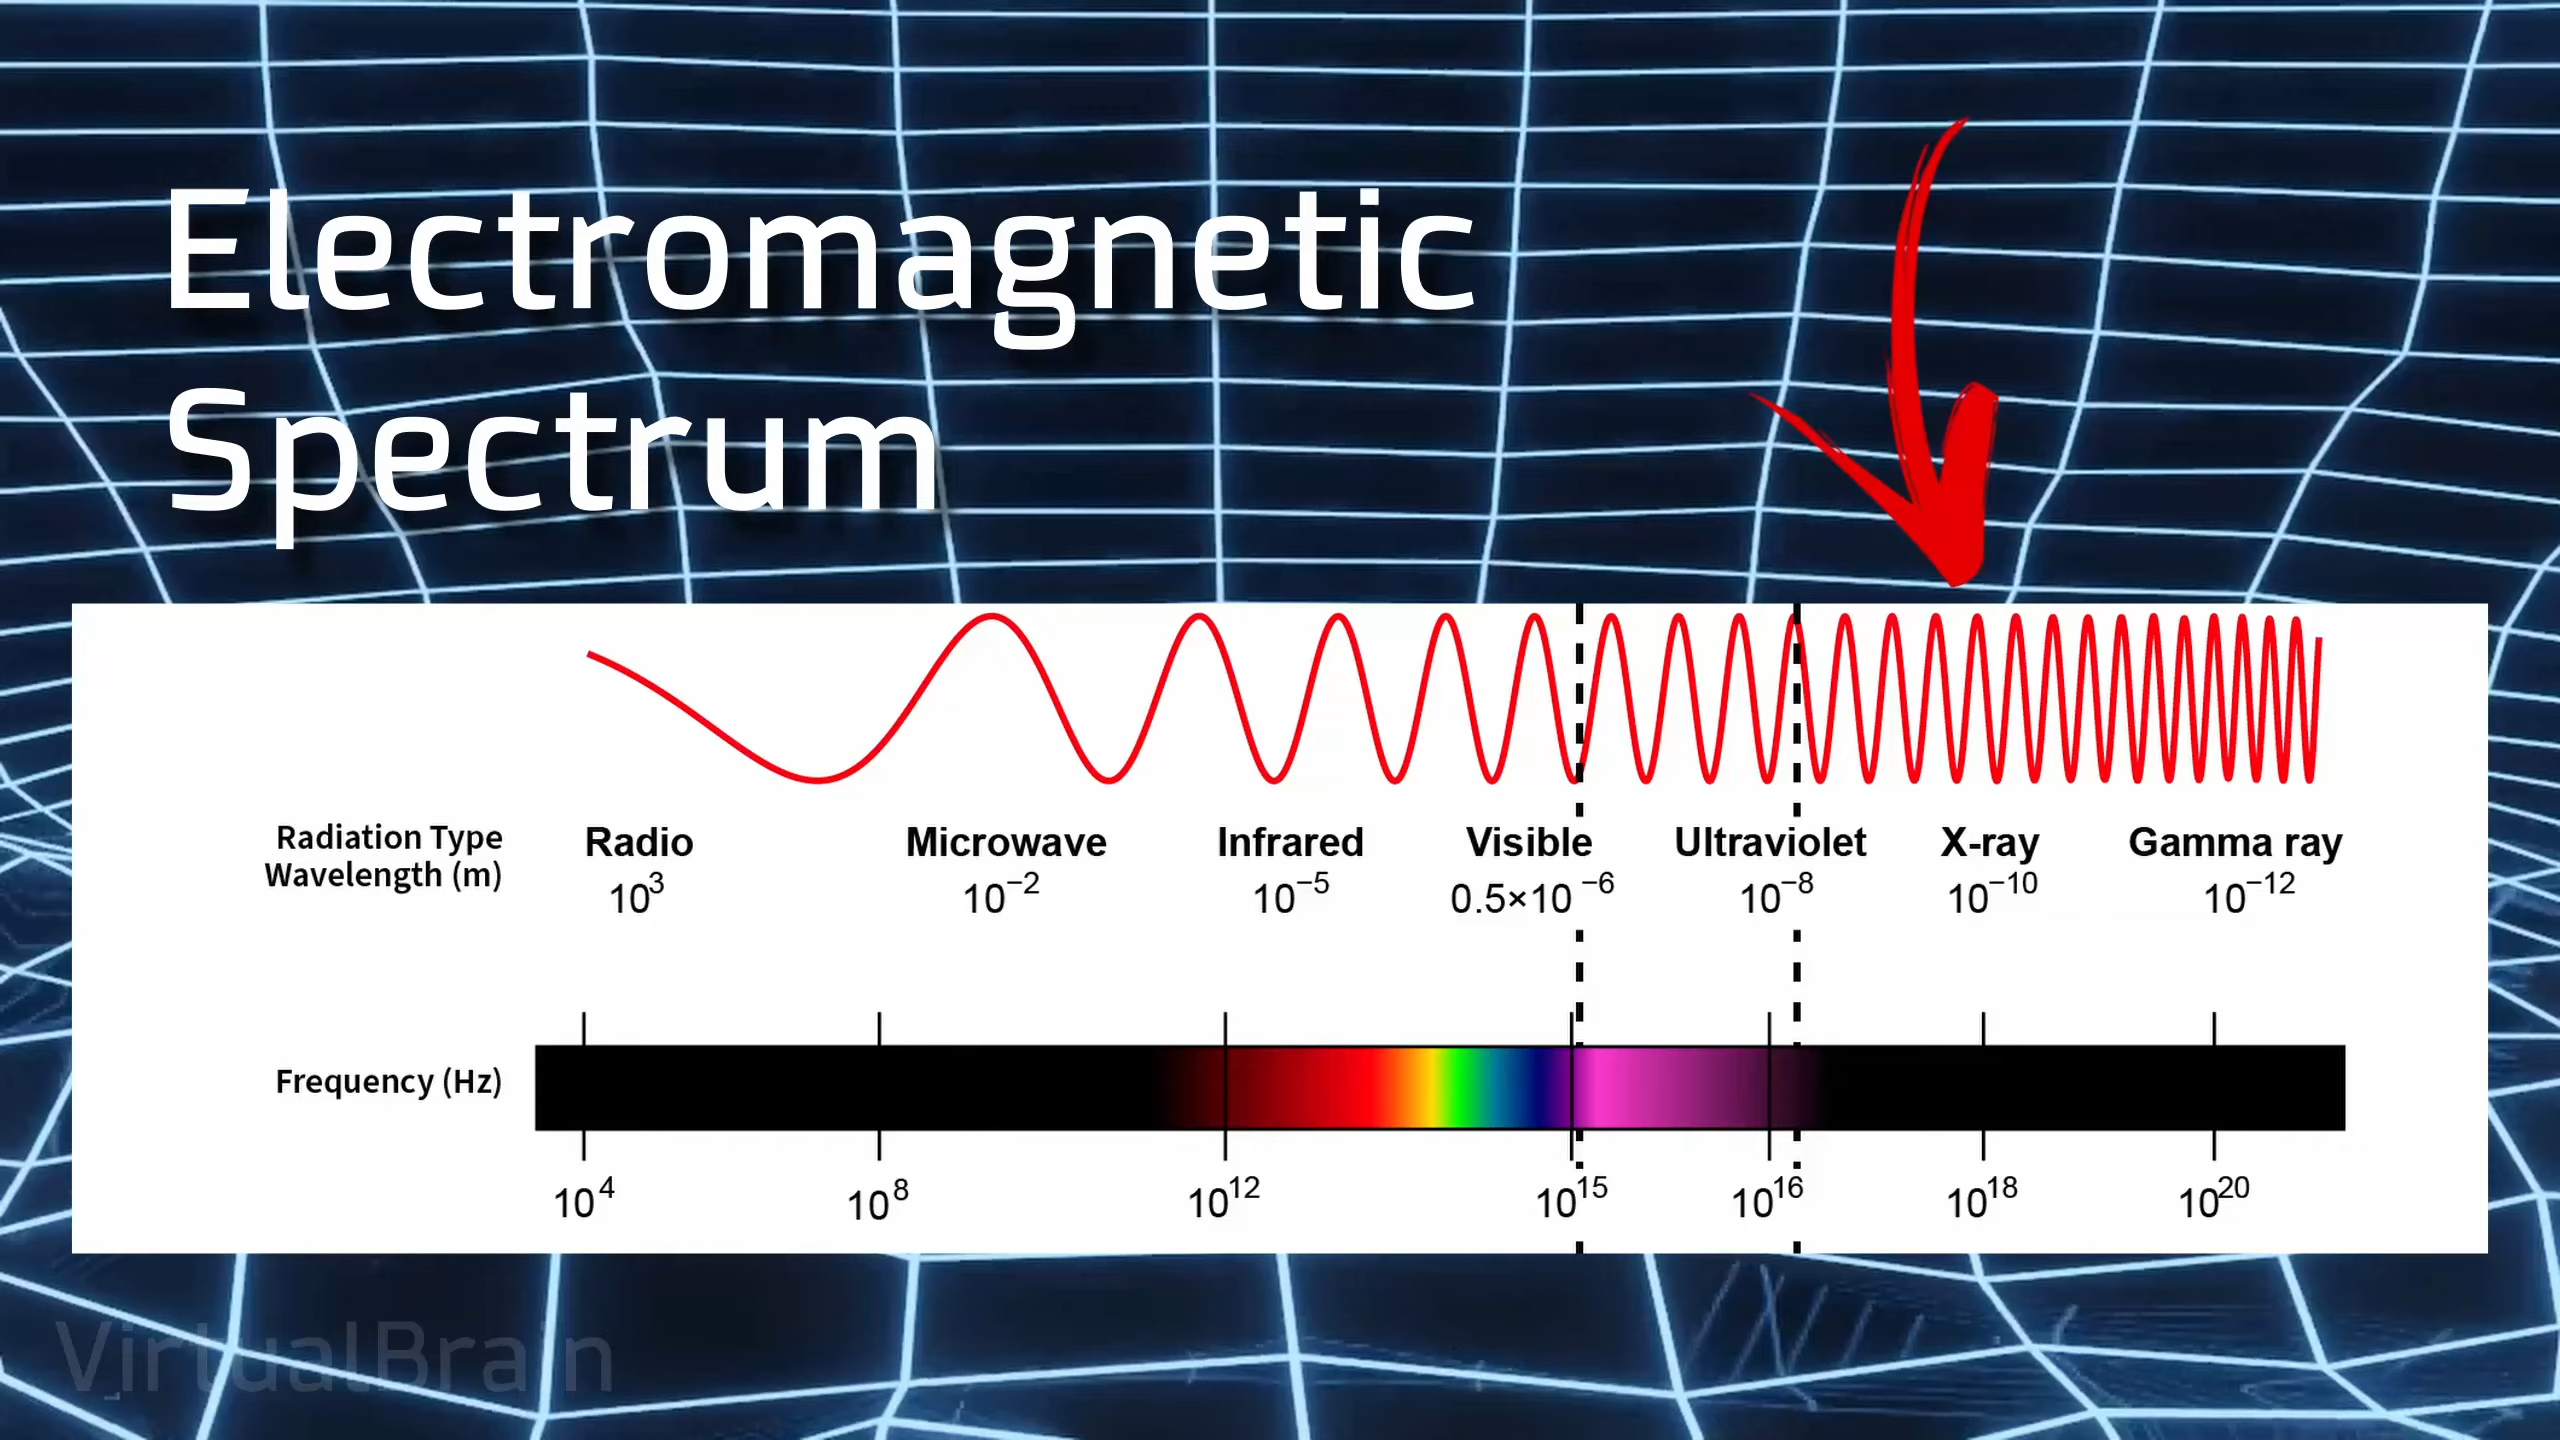 Electromagnetic
Spectrum
Radiation Type
Wavelength (m)
Radio Microwave Infrared Visible Ultraviolet X-ray Gamma ray
10³ 10⁻² 10⁻⁵ 0.5×10⁻⁶ 10⁻⁸ 10⁻¹⁰ 10⁻¹²
Frequency (Hz)
10⁴ 10⁸ 10¹² 10¹⁵ 10¹⁶ 10¹⁸ 10²⁰
VirtualBrain